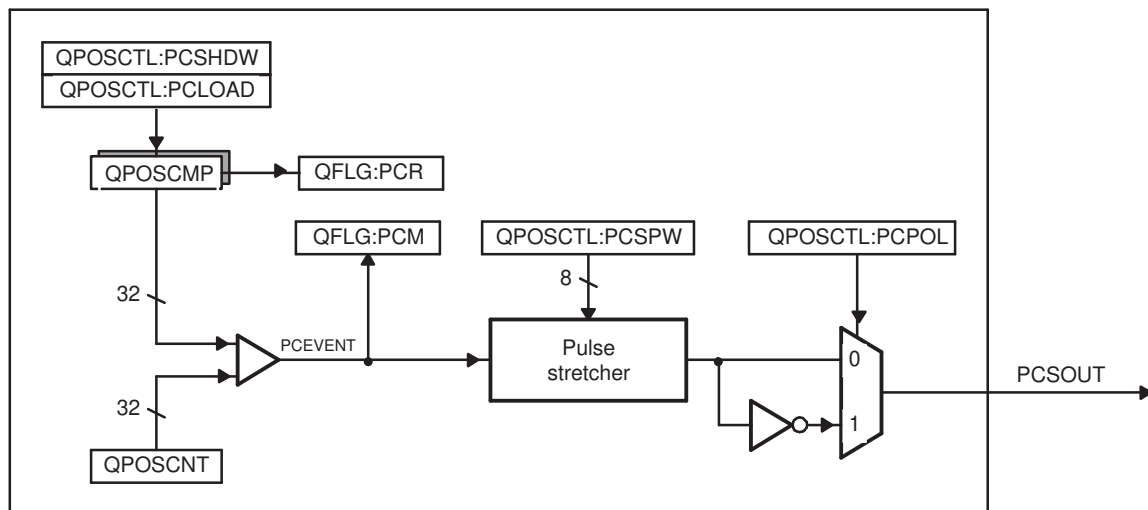 QPOSCTL:PCSHDW
QPOSCTL:PCLOAD
QPOSCMP
QFLG:PCR
QFLG:PCM
QPOSCTL:PCSPW
QPOSCTL:PCPOL
32
8
PCEVENT
Pulse
stretcher
0
PCSOUT
32
1
QPOSCNT